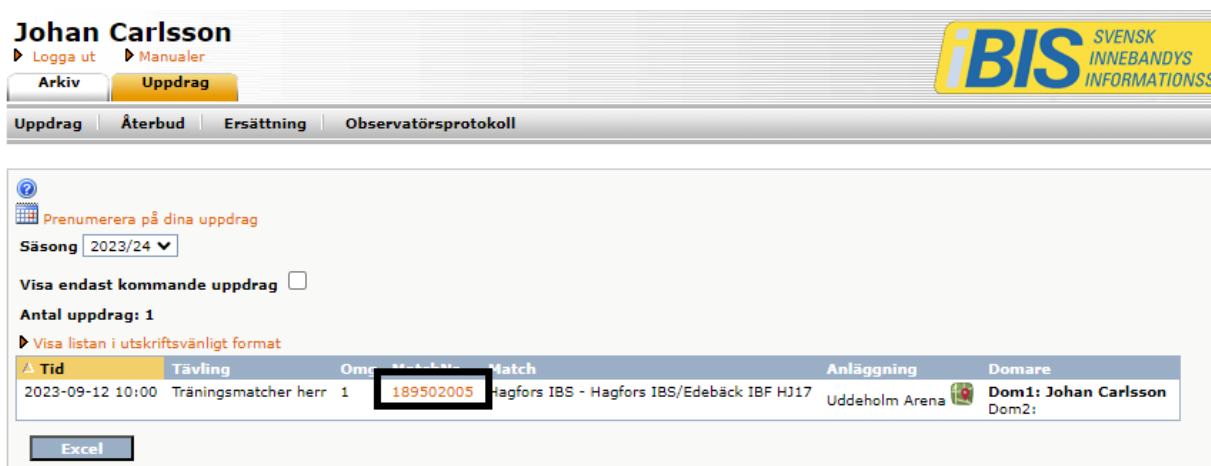 Johan Carlsson
Logga ut Manualer
Arkiv Uppdrag
iBIS SVENSK
INNEBANDYS
INFORMATIONSS
Uppdrag Återbud Ersättning Observatörsprotokoll
Prenumerera på dina uppdrag
Säsong 2023/24
Visa endast kommande uppdrag
Antal uppdrag: 1
Visa listan i utskriftsvänligt format
Tid Tävling Omg Match Anläggning Domare
2023-09-12 10:00 Träningsmatcher herr 1 189502005 Hagfors IBS - Hagfors IBS/Edebäck IBF HJ17 Uddeholm Arena Dom1: Johan Carlsson
Dom2:
Excel